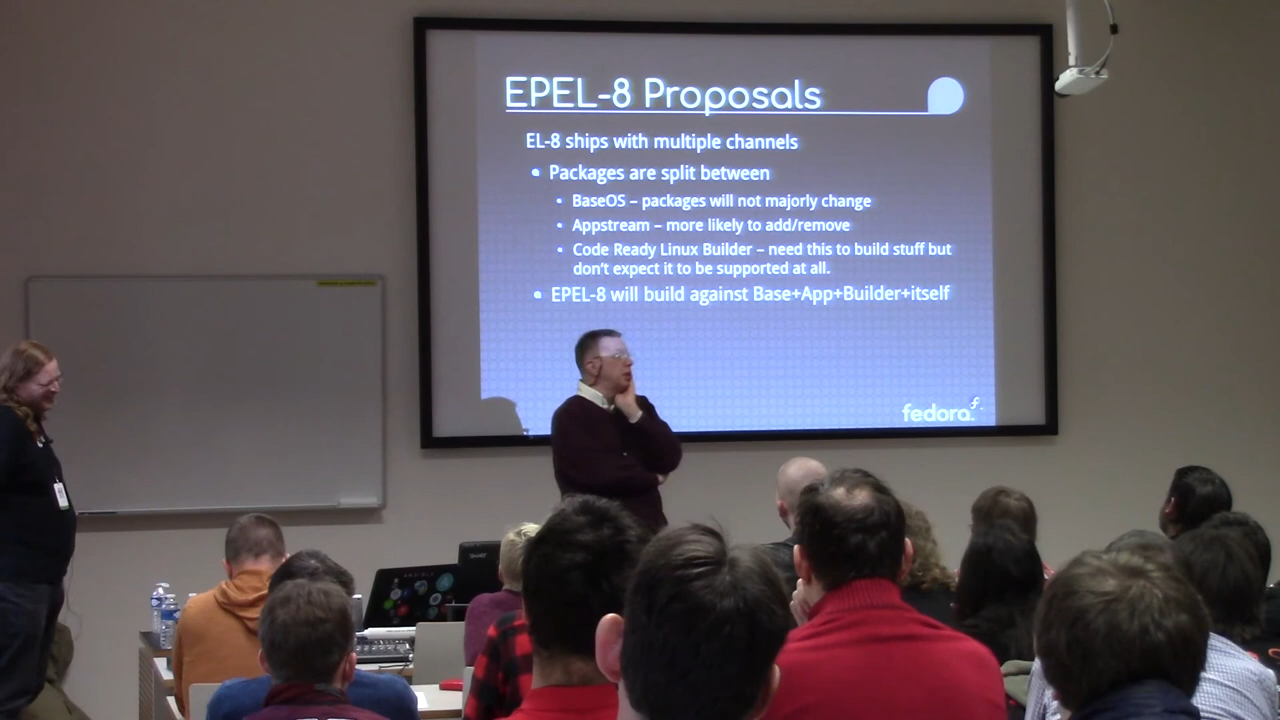 EPEL-8 Proposals
EL-8 ships with multiple channels
• Packages are split between
• BaseOS – packages will not majorly change
• Appstream – more likely to add/remove
• Code Ready Linux Builder – need this to build stuff but
don't expect it to be supported at all.
• EPEL-8 will build against Base+App+Builder+itself
fedora